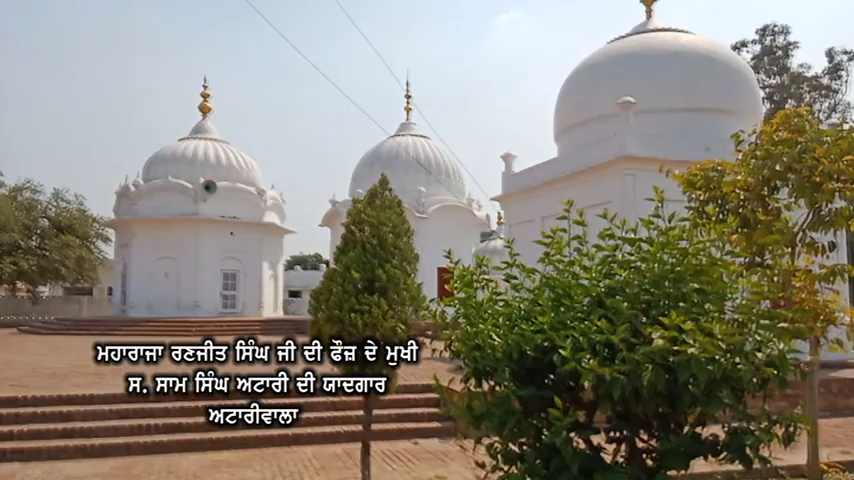 ਮਹਾਰਾਜਾ ਰਣਜੀਤ ਸਿੰਘ ਜੀ ਦੀ ਫੌਜ਼ ਦੇ ਮੁਖੀ
ਸ. ਸਾਮ ਸਿੰਘ ਅਟਾਰੀ ਦੀ ਯਾਦਗਾਰ
ਅਟਾਰੀਵਾਲਾ